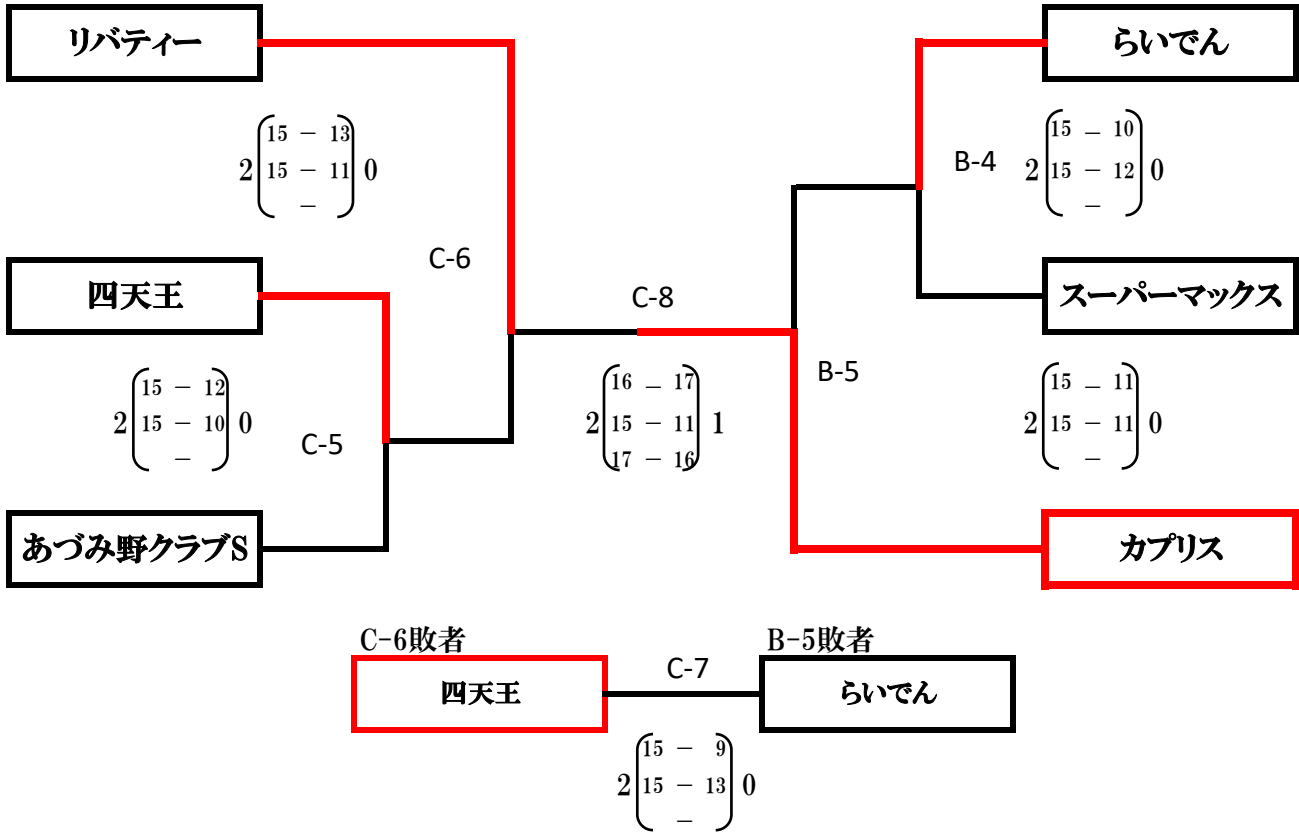 リバティー
らいでん
15 − 13
2 15 − 11 0
−
B-4
15 − 10
2 15 − 12 0
−
C-6
四天王
C-8
スーパーマックス
B-5
15 − 12
2 15 − 10 0
−
C-5
16 − 17
2 15 − 11 1
17 − 16
15 − 11
2 15 − 11 0
−
あづみ野クラブS
カプリス
C-6敗者
B-5敗者
四天王
C-7
らいでん
15 − 9
2 15 − 13 0
−